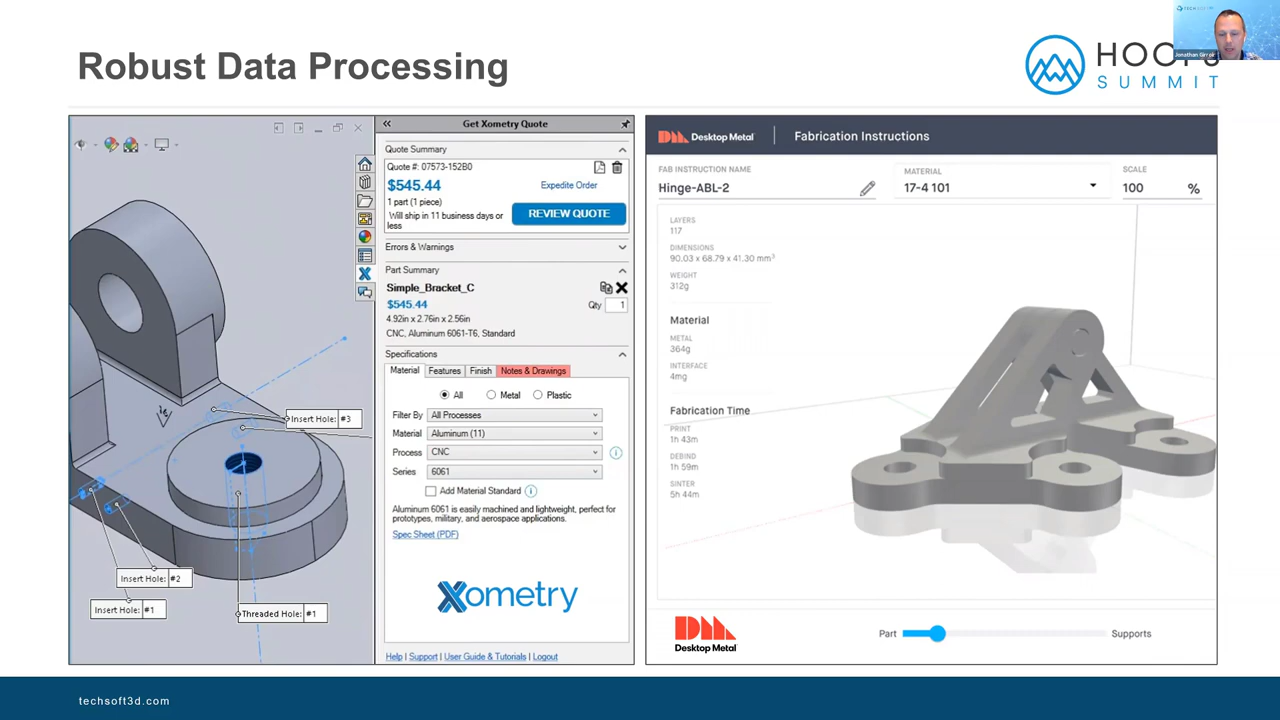 Robust Data Processing
HOOPS
SUMMIT
TECHSOFT3D
Get Xometry Quote
Quote Summary
Quote #: 07573-152B0
$545.44
Expedite Order
1 part (1 piece)
Will ship in 11 business days or
less
REVIEW QUOTE
Errors & Warnings
Part Summary
Simple_Bracket_C
$545.44
Qty 1
4.92in x 2.76in x 2.56in
CNC, Aluminum 6061-T6, Standard
Specifications
Material Features Finish Notes & Drawings
All Metal Plastic
Filter By All Processes
Material Aluminum (11)
Process CNC
Series 6061
Add Material Standard
Aluminum 6061 is easily machined and lightweight, perfect for
prototypes, military, and aerospace applications.
Spec Sheet (PDF)
Xometry
Help | Support | User Guide & Tutorials | Logout
Insert Hole: #3
Insert Hole: #2
Insert Hole: #1
Threaded Hole: #1
Desktop Metal
Fabrication Instructions
FAB INSTRUCTION NAME
Hinge-ABL-2
MATERIAL
17-4 101
SCALE
100 %
LAYERS
117
DIMENSIONS
90.03 x 68.79 x 41.30 mm³
WEIGHT
312g
Material
METAL
364g
INTERFACE
4mg
Fabrication Time
PRINT
1h 43m
DEBIND
1h 59m
SINTER
5h 44m
Desktop Metal
Part
Supports
techsoft3d.com